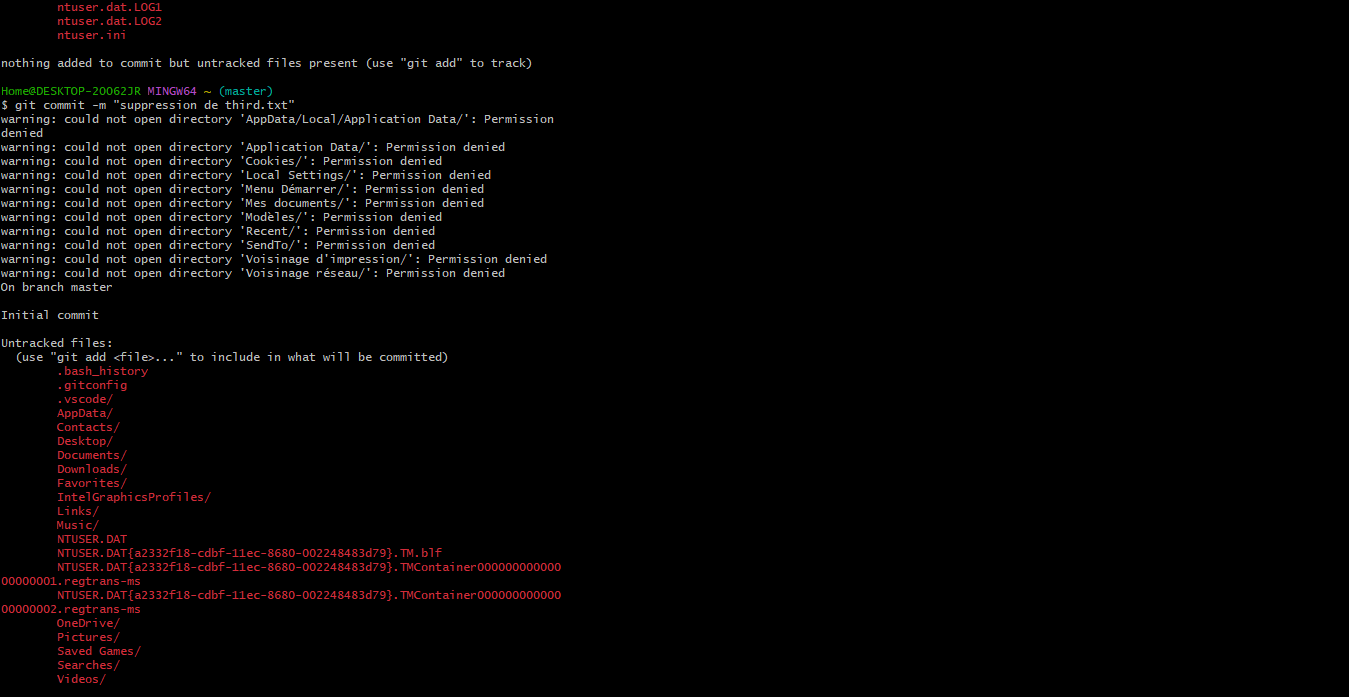 ntuser.dat.LOG1
ntuser.dat.LOG2
ntuser.ini
nothing added to commit but untracked files present (use "git add" to track)
Home@DESKTOP-2OO62JR MINGW64 ~ (master)
$ git commit -m "suppression de third.txt"
warning: could not open directory 'AppData/Local/Application Data/': Permission
denied
warning: could not open directory 'Application Data/': Permission denied
warning: could not open directory 'Cookies/': Permission denied
warning: could not open directory 'Local Settings/': Permission denied
warning: could not open directory 'Menu Démarrer/': Permission denied
warning: could not open directory 'Mes documents/': Permission denied
warning: could not open directory 'Modèles/': Permission denied
warning: could not open directory 'Recent/': Permission denied
warning: could not open directory 'SendTo/': Permission denied
warning: could not open directory 'Voisinage d'impression/': Permission denied
warning: could not open directory 'Voisinage réseau/': Permission denied
On branch master
Initial commit
Untracked files:
(use "git add <file>..." to include in what will be committed)
.bash_history
.gitconfig
.vscode/
AppData/
Contacts/
Desktop/
Documents/
Downloads/
Favorites/
IntelGraphicsProfiles/
Links/
Music/
NTUSER.DAT
NTUSER.DAT{a2332f18-cdbf-11ec-8680-002248483d79}.TM.blf
NTUSER.DAT{a2332f18-cdbf-11ec-8680-002248483d79}.TMContainer000000000000
00000001.regtrans-ms
NTUSER.DAT{a2332f18-cdbf-11ec-8680-002248483d79}.TMContainer000000000000
00000002.regtrans-ms
OneDrive/
Pictures/
Saved Games/
Searches/
Videos/